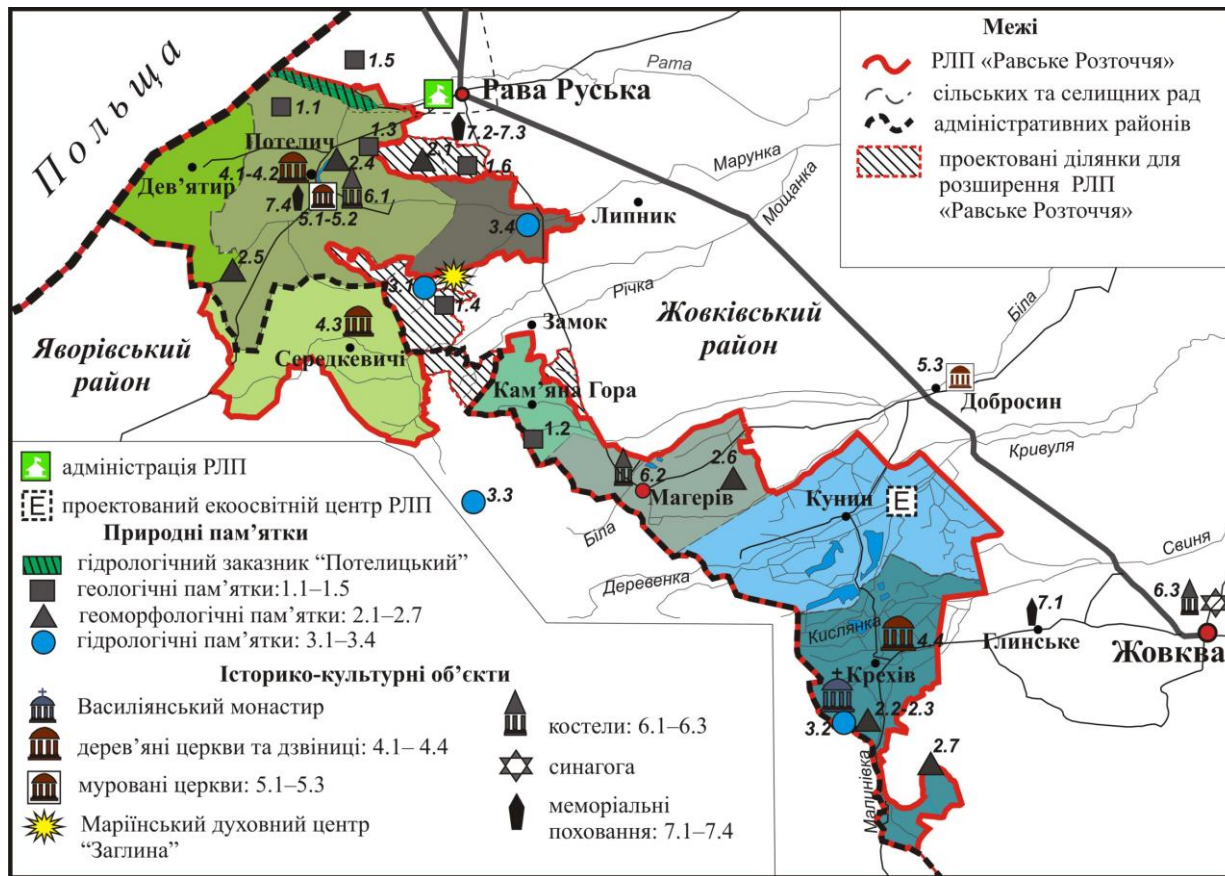 Польща
1.5
1.1
Рава Руська
Рата
7.2-7.3
Потелич
1.3
2.1
1.6
2.4
4.1-4.2
Дев’ятир
6.1
7.4
5.1-5.2
Марунка
Мощанка
Липник
3.4
2.5
3.1
1.4
Річка
Замок
Жовківський
район
4.3
Яворівський
район
Середкевичі
Кам’яна Гора
Біла
5.3
Добросин
1.2
Кривуля
6.2
2.6
Магерів
Кунин
Е
3.3
Біла
Деревенка
Свиня
6.3
7.1
Кислянка
4.4
Глинське
Жовква
Крехів
2.2-2.3
3.2
2.7
Малинівка
Межі
РЛП «Равське Розточчя»
сільських та селищних рад
адміністративних районів
проектовані ділянки для
розширення РЛП
«Равське Розточчя»
адміністрація РЛП
Е проектований екоосвітній центр РЛП
Природні пам’ятки
гідрологічний заказник “Потелицький”
геологічні пам’ятки:1.1–1.5
геоморфологічні пам’ятки: 2.1–2.7
гідрологічні пам’ятки: 3.1–3.4
Історико-культурні об’єкти
Василіянський монастир
дерев’яні церкви та дзвіниці: 4.1– 4.4
муровані церкви: 5.1–5.3
Маріїнський духовний центр
“Заглина”
костели: 6.1–6.3
синагога
меморіальні
поховання: 7.1–7.4